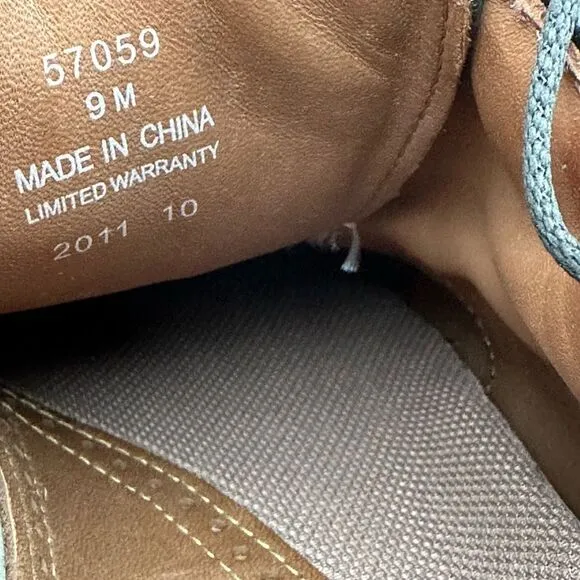 57059
9 M
MADE IN CHINA
LIMITED WARRANTY
2011 10